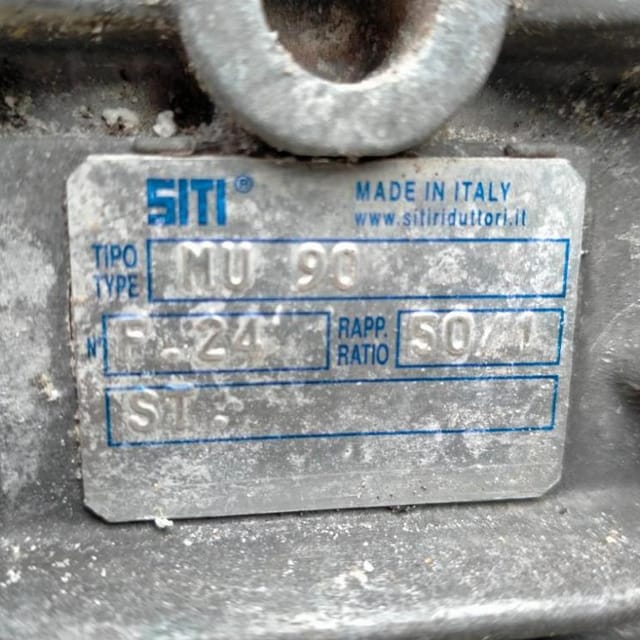 SITI®
MADE IN ITALY
www.sitiriduttori.it
TIPO TYPE MU 90
N° F.24 RAPP. RATIO 50/1
ST.